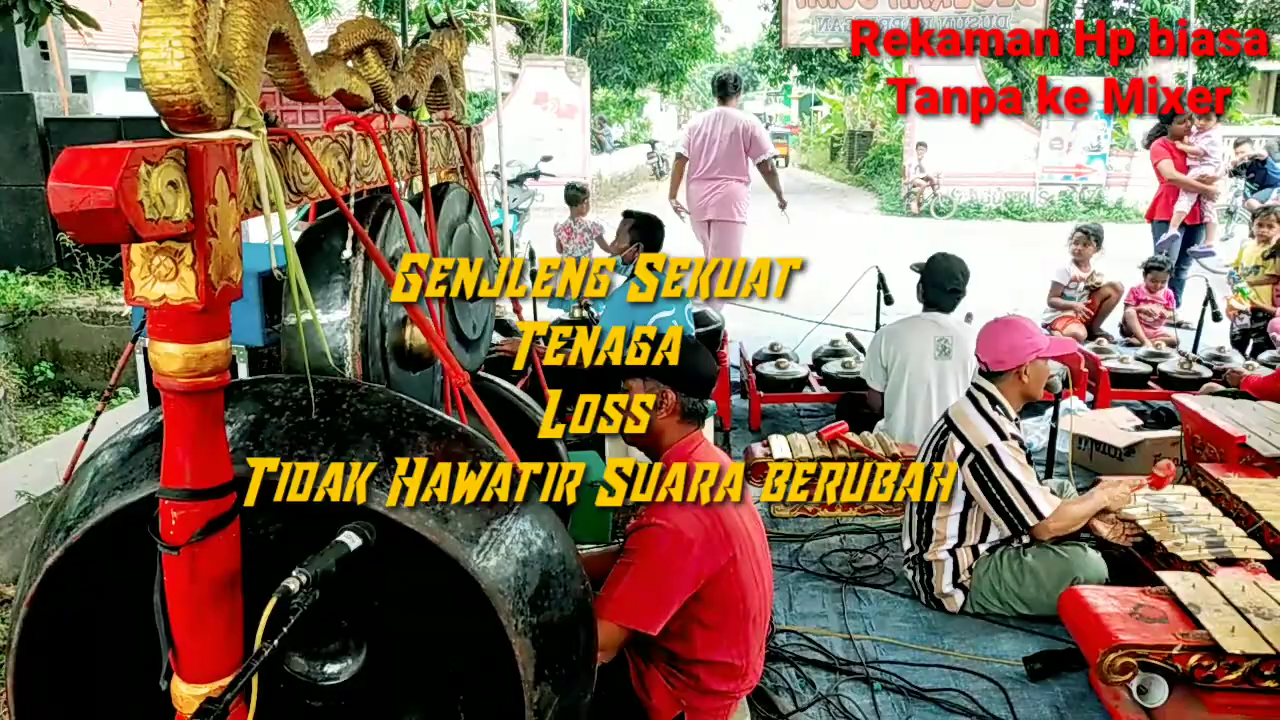 Rekaman Hp biasa
Tanpa ke Mixer
Genjleng Sekuat
Tenaga
Loss
Tidak Hawatir Suara berubah